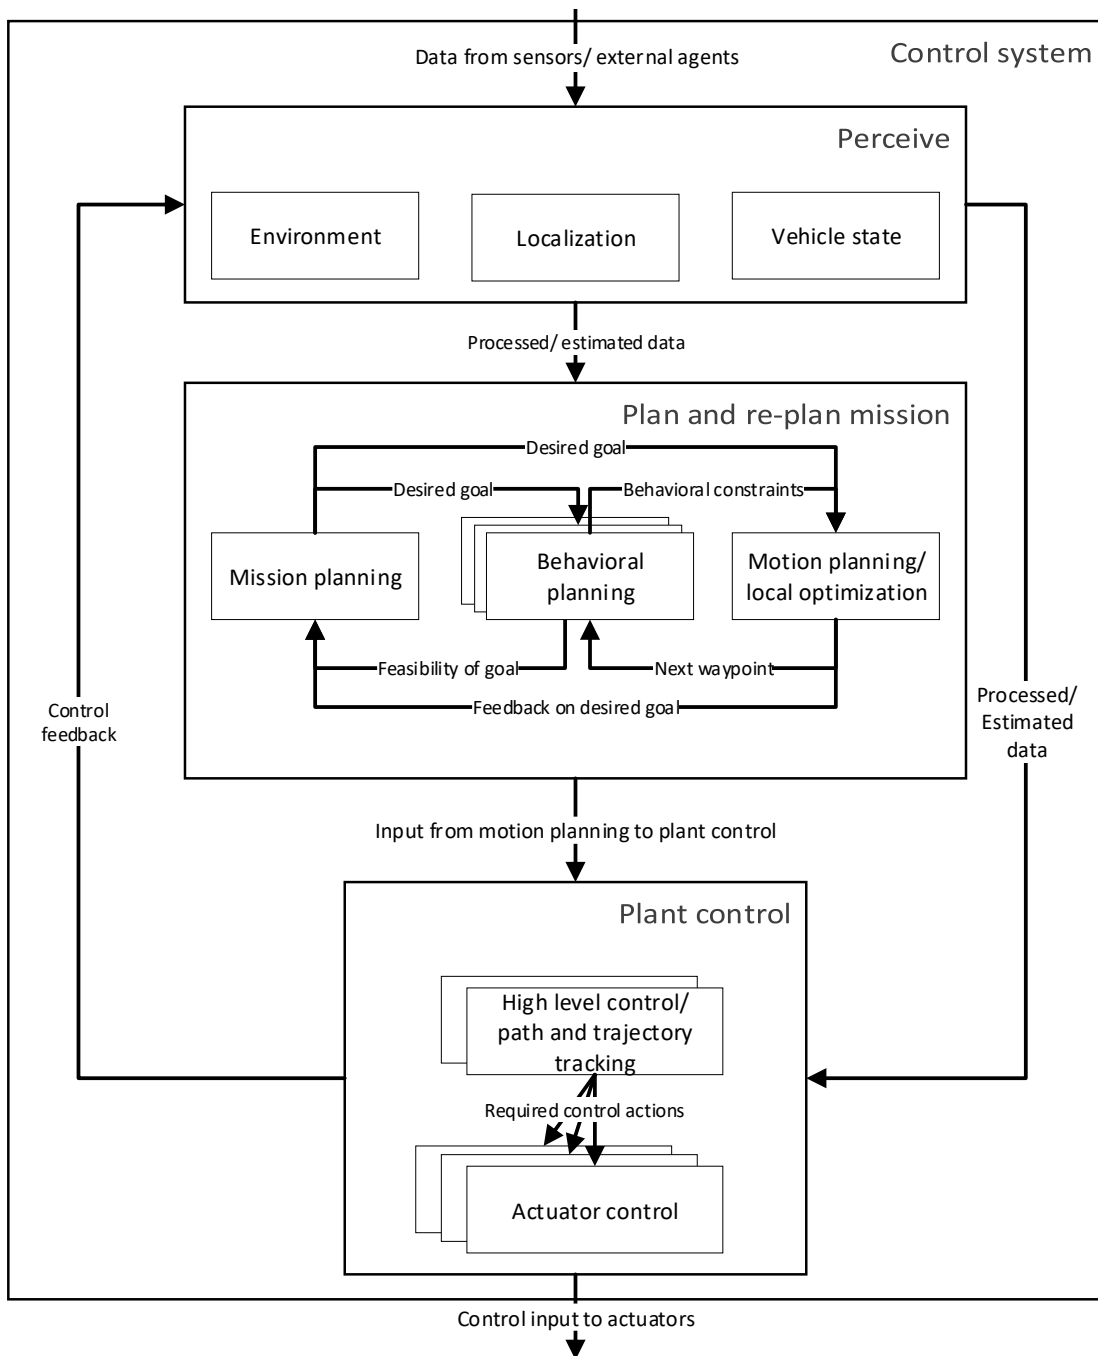 Data from sensors/ external agents
Control system
Perceive
Environment
Localization
Vehicle state
Processed/ estimated data
Plan and re-plan mission
Desired goal
Desired goal
Behavioral constraints
Mission planning
Behavioral
planning
Motion planning/
local optimization
Feasibility of goal
Next waypoint
Feedback on desired goal
Control
feedback
Processed/
Estimated
data
Input from motion planning to plant control
Plant control
High level control/
path and trajectory
tracking
Required control actions
Actuator control
Control input to actuators